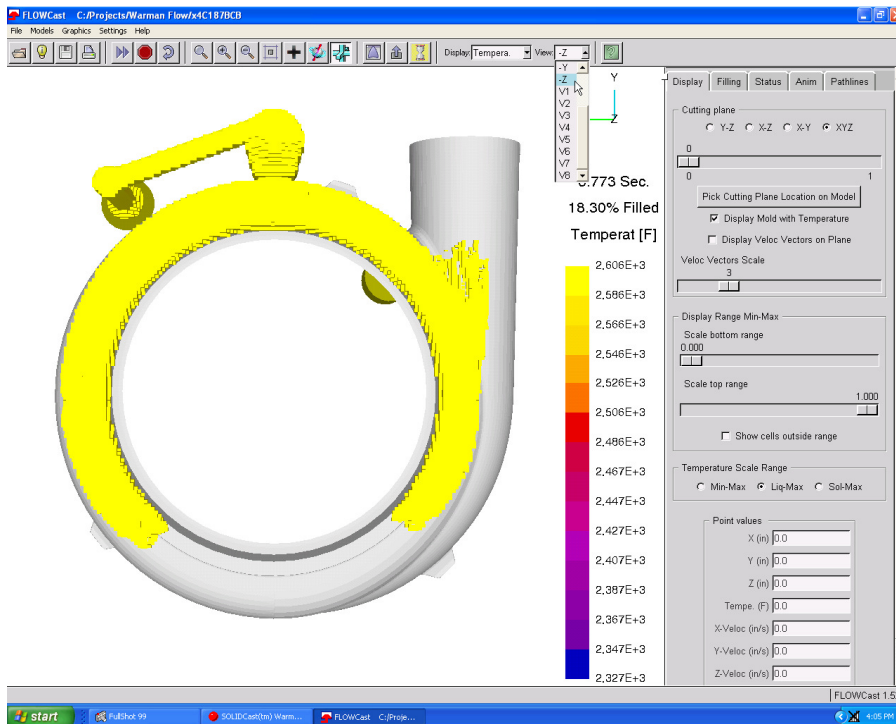 FLOWCast C:/Projects/Warman Flow/x4C187BCB
File Models Graphics Settings Help
Display: Tempera. View: -Z
-Y
-Z
V1
V2
V3
V4
V5
V6
V7
V8
Y
Z
.773 Sec.
18.30% Filled
Temperat [F]
2,606E+3
2,586E+3
2,566E+3
2,546E+3
2,526E+3
2,506E+3
2,486E+3
2,467E+3
2,447E+3
2,427E+3
2,407E+3
2,387E+3
2,367E+3
2,347E+3
2,327E+3
Display Filling Status Anim Pathlines
Cutting plane
Y-Z X-Z X-Y XYZ
0
0 1
Pick Cutting Plane Location on Model
Display Mold with Temperature
Display Veloc Vectors on Plane
Veloc Vectors Scale
3
Display Range Min-Max
Scale bottom range
0.000
Scale top range
1.000
Show cells outside range
Temperature Scale Range
Min-Max Liq-Max Sol-Max
Point values
X (in) 0.0
Y (in) 0.0
Z (in) 0.0
Tempe. (F) 0.0
X-Veloc (in/s) 0.0
Y-Veloc (in/s) 0.0
Z-Veloc (in/s) 0.0
FLOWCast 1.5
start FullShot 99 SOLIDCast(tm) Warm... FLOWCast C:/Proje... 4:05 PM